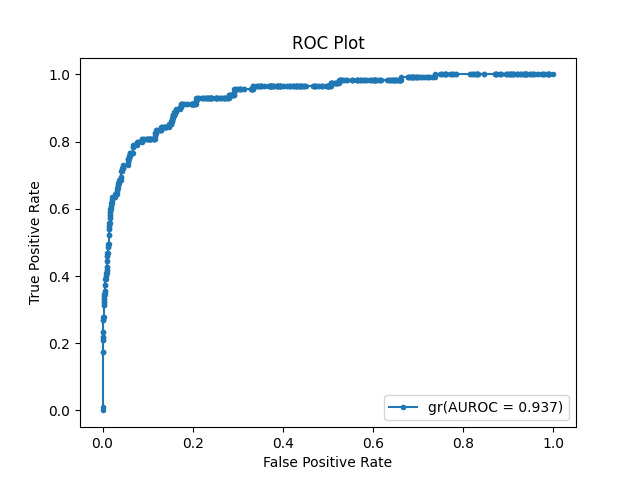 ROC Plot
True Positive Rate
1.0
0.8
0.6
0.4
0.2
0.0
gr(AUROC = 0.937)
0.0 0.2 0.4 0.6 0.8 1.0
False Positive Rate